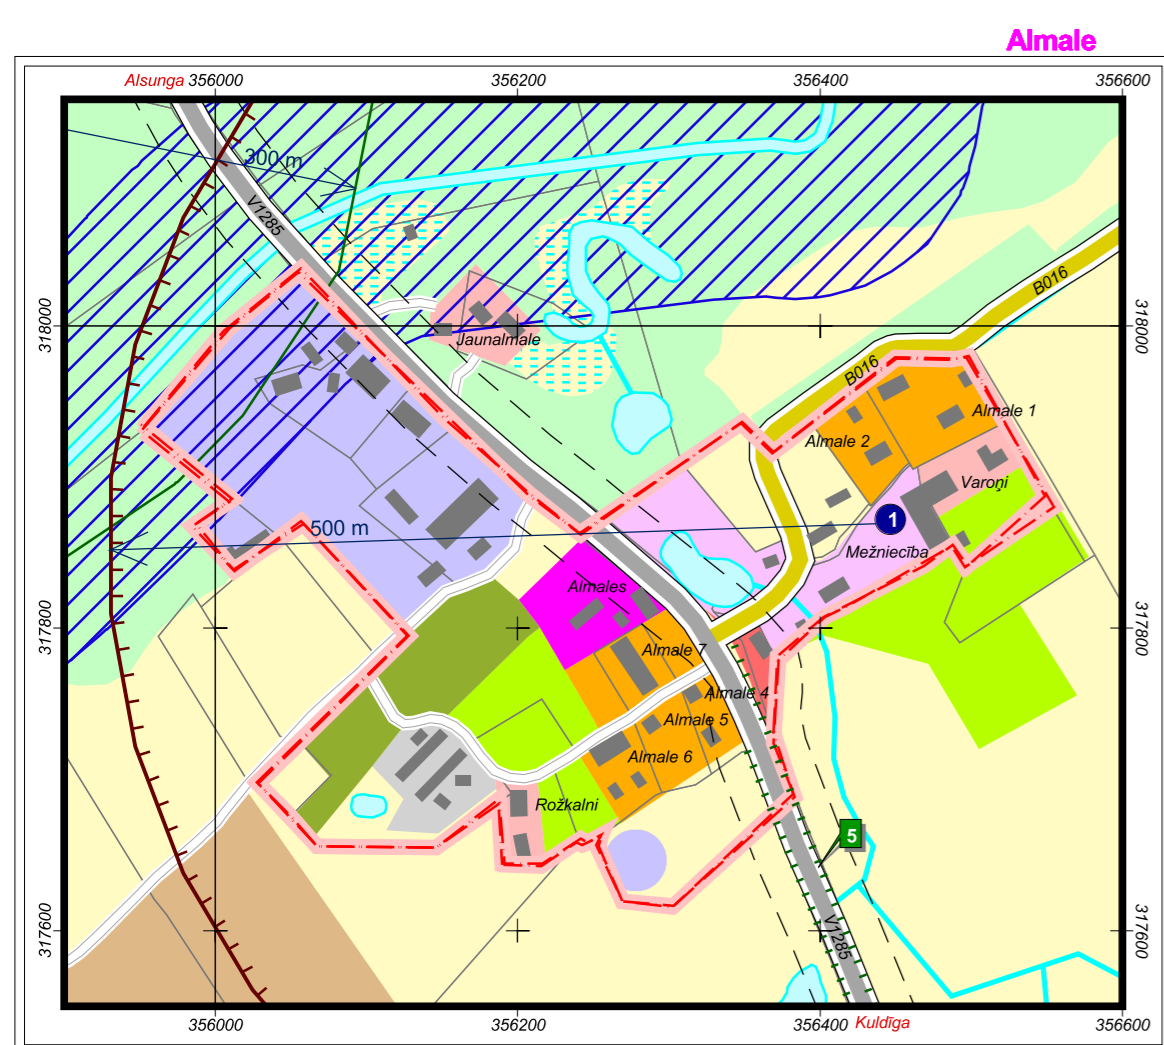 Almale
Alsunga 356000 356200 356400 356600
300 m
V1285
B016
318000 318000
Jaunalmale
B016
Almale 1
Almale 2
Varoņi
500 m
1
Mežniecība
Almales
317800 317800
Almale 7
Almale 4
Almale 5
Almale 6
Rožkalni
5
V1285
317600 317600
356000 356200 356400 Kuldīga 356600